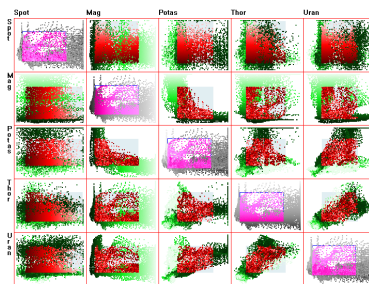 Spot Mag Potas Thor Uran
Spot
Mag
Potas
Thor
Uran